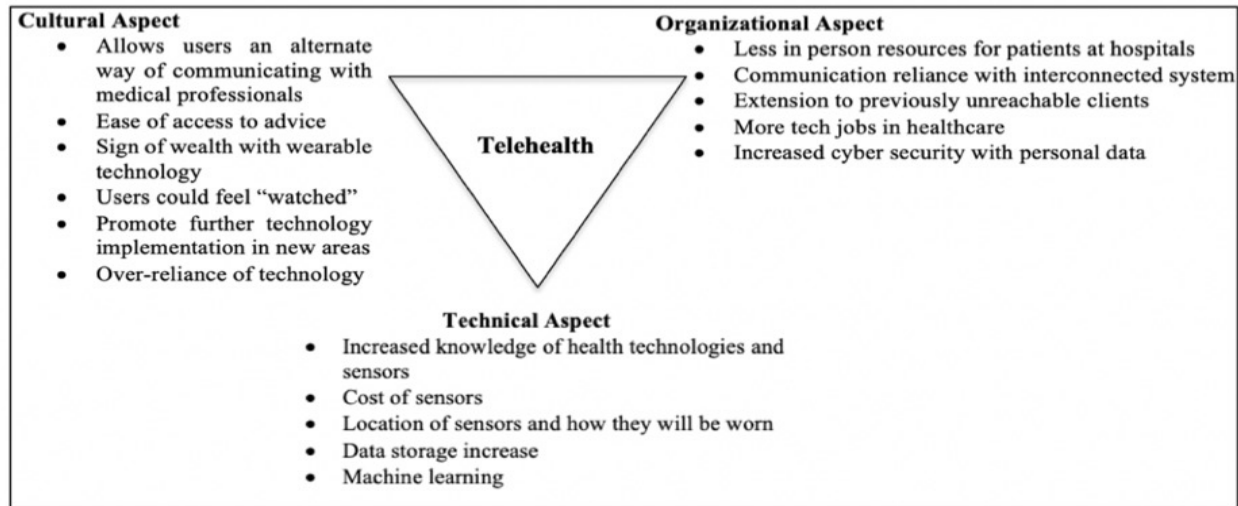 Cultural Aspect
• Allows users an alternate
way of communicating with
medical professionals
• Ease of access to advice
• Sign of wealth with wearable
technology
• Users could feel “watched”
• Promote further technology
implementation in new areas
• Over-reliance of technology
Telehealth
Organizational Aspect
• Less in person resources for patients at hospitals
• Communication reliance with interconnected system
• Extension to previously unreachable clients
• More tech jobs in healthcare
• Increased cyber security with personal data
Technical Aspect
• Increased knowledge of health technologies and
sensors
• Cost of sensors
• Location of sensors and how they will be worn
• Data storage increase
• Machine learning